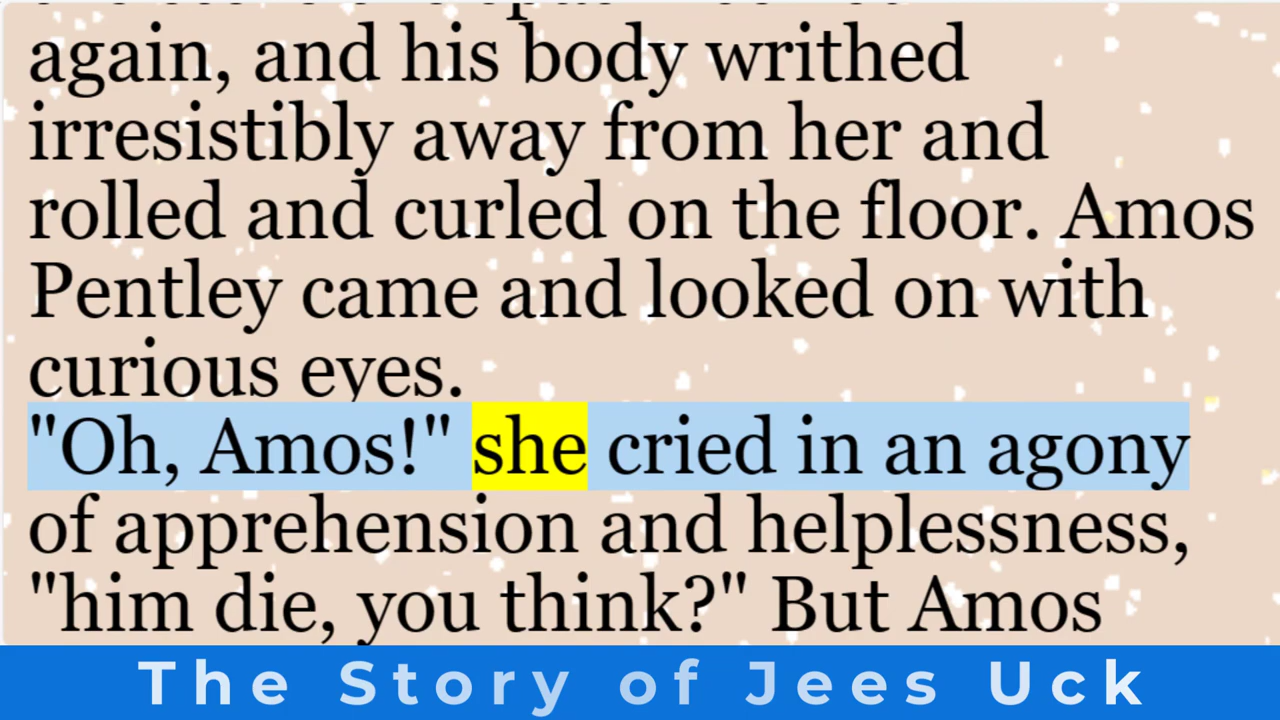 again, and his body writhed
irresistibly away from her and
rolled and curled on the floor. Amos
Pentley came and looked on with
curious eyes.
"Oh, Amos!" she cried in an agony
of apprehension and helplessness,
"him die, you think?" But Amos
The Story of Jees Uck